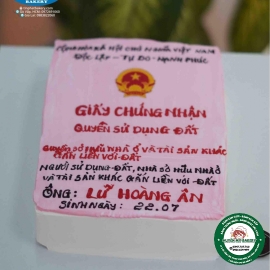 BAKERY
CỘNG HÒA XÃ HỘI CHỦ NGHĨA VIỆT NAM
ĐỘC LẬP - TỰ DO - HẠNH PHÚC
GIẤY CHỨNG NHẬN
QUYỀN SỬ DỤNG ĐẤT
QUYỀN SỞ HỮU NHÀ Ở VÀ TÀI SẢN KHÁC
GẮN LIỀN VỚI ĐẤT
NGƯỜI SỬ DỤNG ĐẤT, NHÀ SỞ HỮU NHÀ Ở
VÀ TÀI SẢN KHÁC GẮN LIỀN VỚI ĐẤT
ÔNG: LỮ HOÀNG ÂN
SINH NGÀY: 22.07